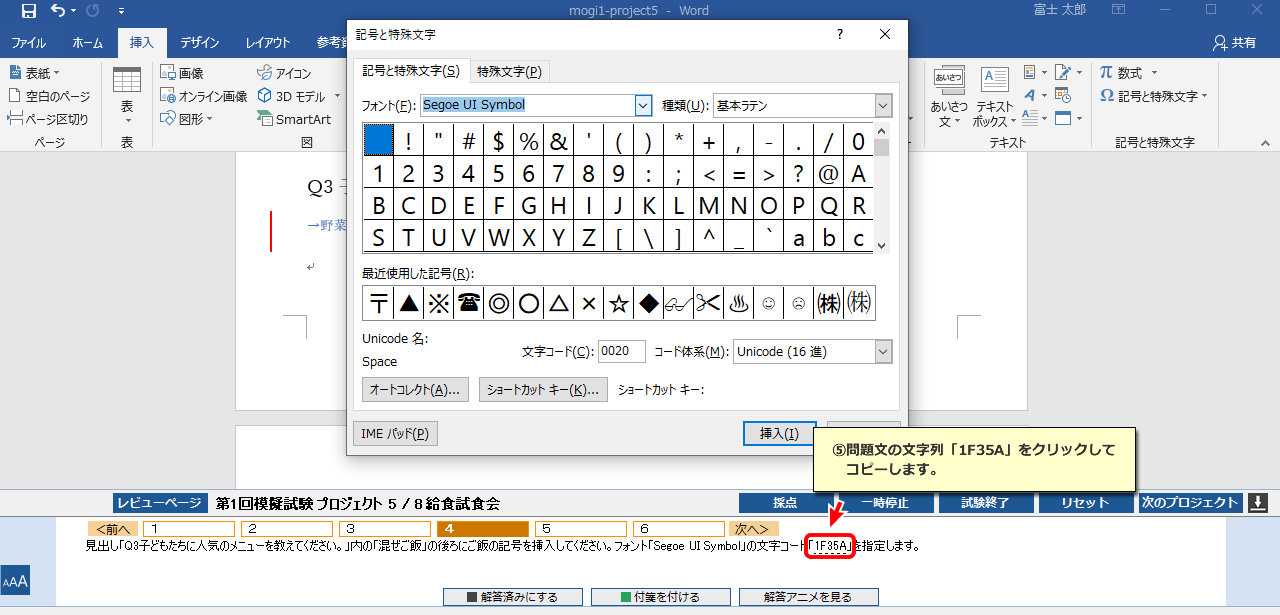 mogi1-project5 - Word
富士 太郎
ファイル ホーム 挿入 デザイン レイアウト 参考資
共有
表紙
空白のページ
ページ区切り
ページ
表
表
画像
オンライン画像
図形
アイコン
3D モデル
SmartArt
図
あいさつ
あいさつ文
テキストボックス
A
テキスト
π 数式
Ω 記号と特殊文字
記号と特殊文字
Q3
→野菜
記号と特殊文字
? ×
記号と特殊文字(S) 特殊文字(P)
フォント(F): Segoe UI Symbol 種類(U): 基本ラテン
! " # $ % & ' ( ) * + , - . / 0
1 2 3 4 5 6 7 8 9 : ; < = > ? @ A
B C D E F G H I J K L M N O P Q R
S T U V W X Y Z [ \ ] ^ _ ` a b c
最近使用した記号(R):
〒 ▲ ※ ☎ ◎ ○ △ × ☆ ◆ 👓 ✂ ♨ ☺ ☹ ㈱ ㈱
Unicode 名:
Space
文字コード(C): 0020 コード体系(M): Unicode (16 進)
オートコレクト(A)... ショートカット キー(K)... ショートカット キー:
IME パッド(P) 挿入(I)
⑤問題文の文字列「1F35A」をクリックして
コピーします。
レビューページ 第1回模擬試験 プロジェクト 5 / 8 給食試食会 採点 一時停止 試験終了 リセット 次のプロジェクト
<前へ 1 2 3 4 5 6 次へ>
見出し「Q3子どもたちに人気のメニューを教えてください。」内の「混ぜご飯」の後ろにご飯の記号を挿入してください。フォント「Segoe UI Symbol」の文字コード「1F35A」を指定します。
AAA
解答済みにする 付箋を付ける 解答アニメを見る